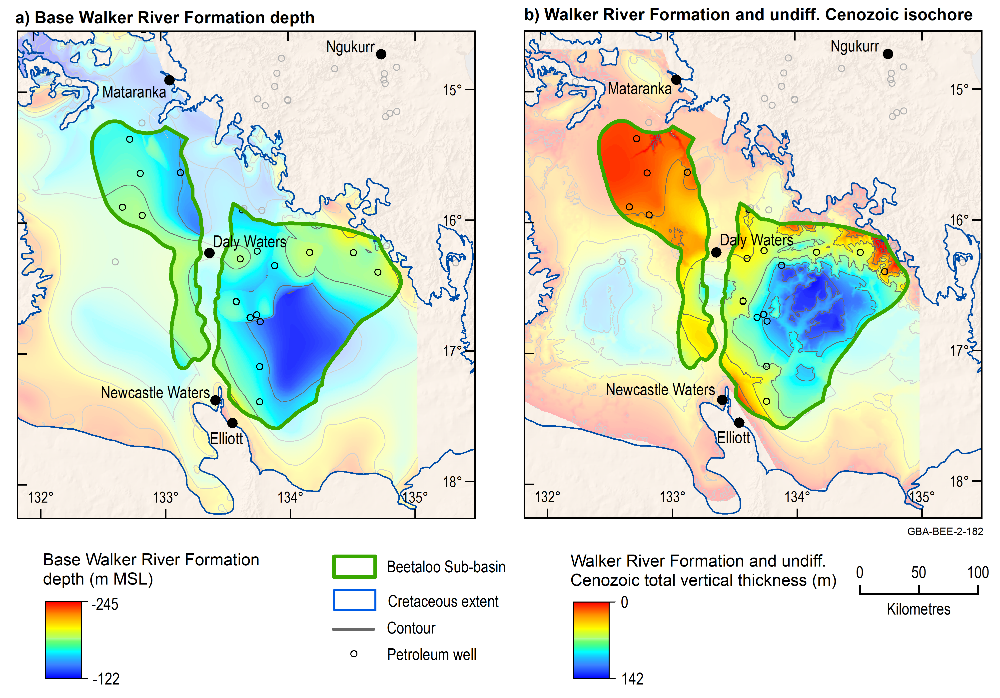 a) Base Walker River Formation depth
b) Walker River Formation and undiff. Cenozoic isochore
Ngukurr
Mataranka
15°
16°
Daly Waters
17°
Newcastle Waters
Elliott
18°
132°
133°
134°
135°
Ngukurr
Mataranka
15°
16°
Daly Waters
17°
Newcastle Waters
Elliott
18°
132°
133°
134°
135°
GBA-BEE-2-182
Base Walker River Formation
depth (m MSL)
-245
-122
Beetaloo Sub-basin
Cretaceous extent
Contour
Petroleum well
Walker River Formation and undiff.
Cenozoic total vertical thickness (m)
0
142
0 50 100
Kilometres